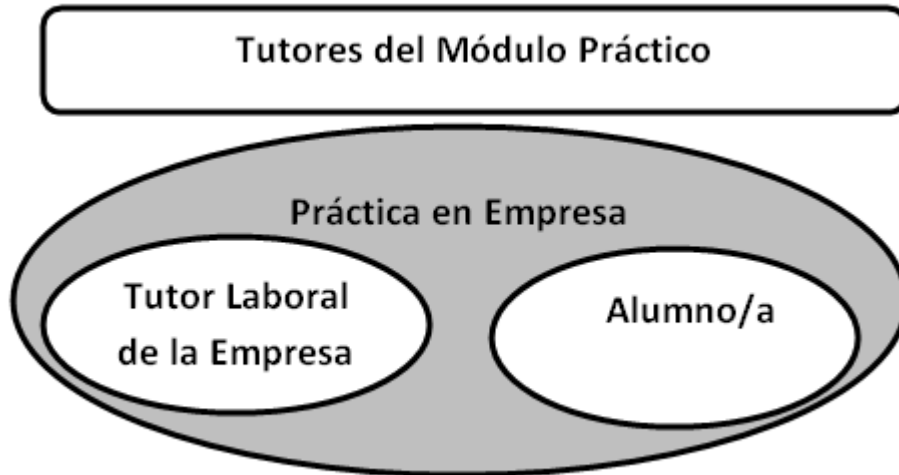 Tutores del Módulo Práctico
Práctica en Empresa
Tutor Laboral
de la Empresa
Alumno/a